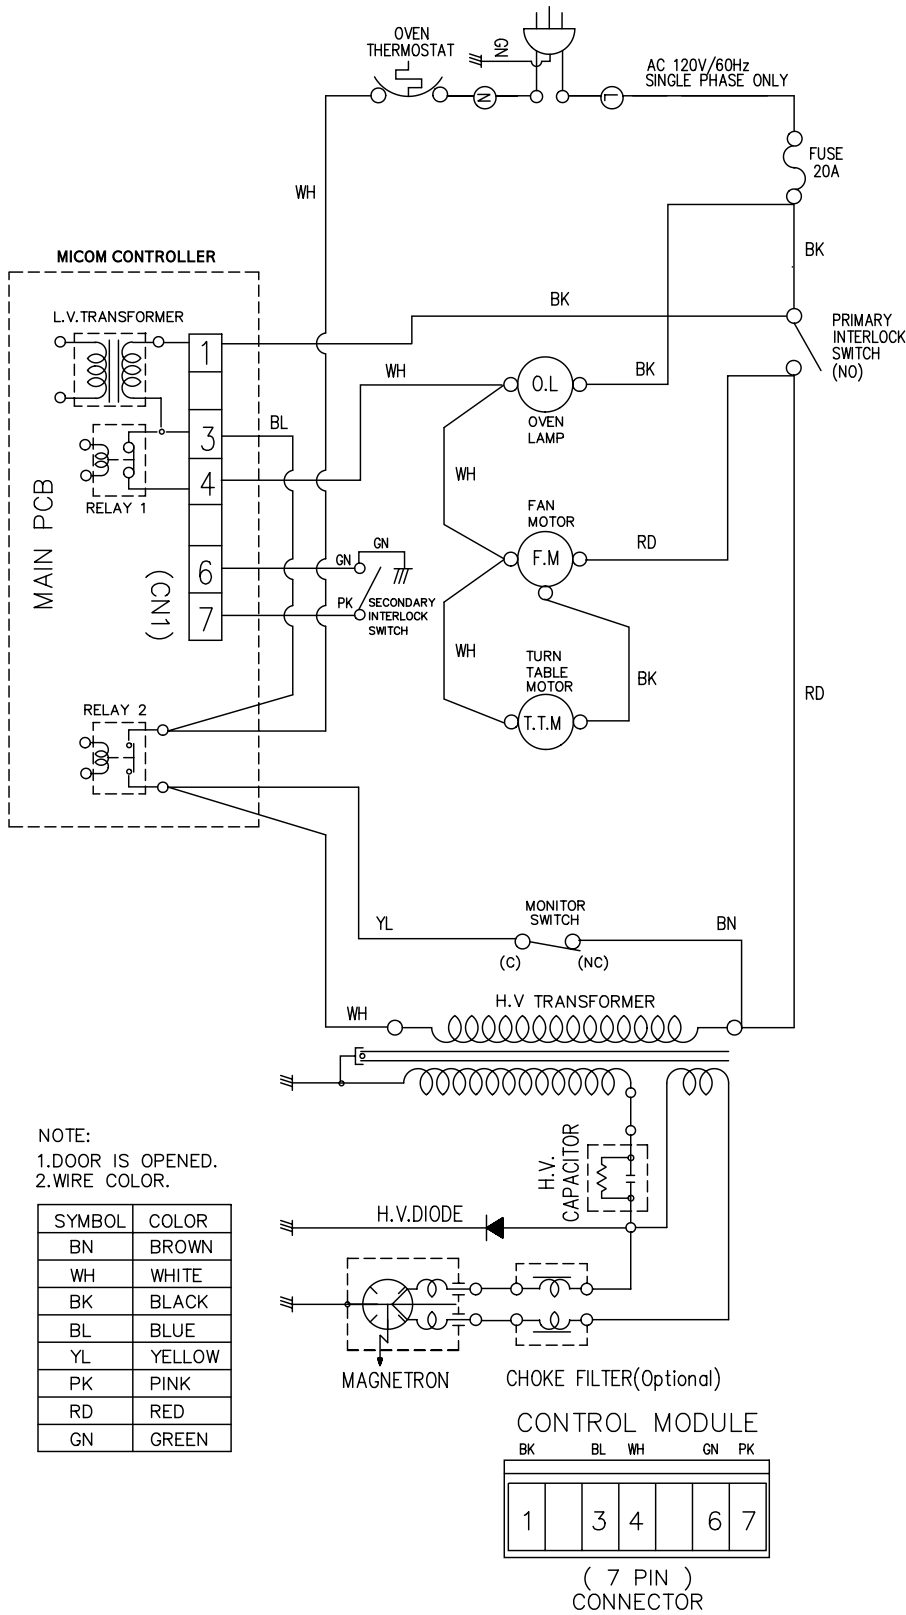 OVEN
THERMOSTAT
GN
N
L
AC 120V/60Hz
SINGLE PHASE ONLY
FUSE
20A
WH
BK
MICOM CONTROLLER
L.V.TRANSFORMER
BK
PRIMARY
INTERLOCK
SWITCH
(NO)
1
WH
O.L
BK
OVEN
LAMP
BL
3
4
RELAY 1
MAIN PCB
(CN1)
WH
FAN
MOTOR
F.M
RD
GN
GN
6
PK
7
SECONDARY
INTERLOCK
SWITCH
WH
TURN
TABLE
MOTOR
T.T.M
BK
RD
RELAY 2
MONITOR
SWITCH
YL
BN
(C)
(NC)
H.V TRANSFORMER
WH
H.V.
CAPACITOR
H.V.DIODE
MAGNETRON
CHOKE FILTER(Optional)
NOTE:
1.DOOR IS OPENED.
2.WIRE COLOR.
SYMBOL COLOR
BN BROWN
WH WHITE
BK BLACK
BL BLUE
YL YELLOW
PK PINK
RD RED
GN GREEN
CONTROL MODULE
BK BL WH GN PK
1 3 4 6 7
( 7 PIN )
CONNECTOR